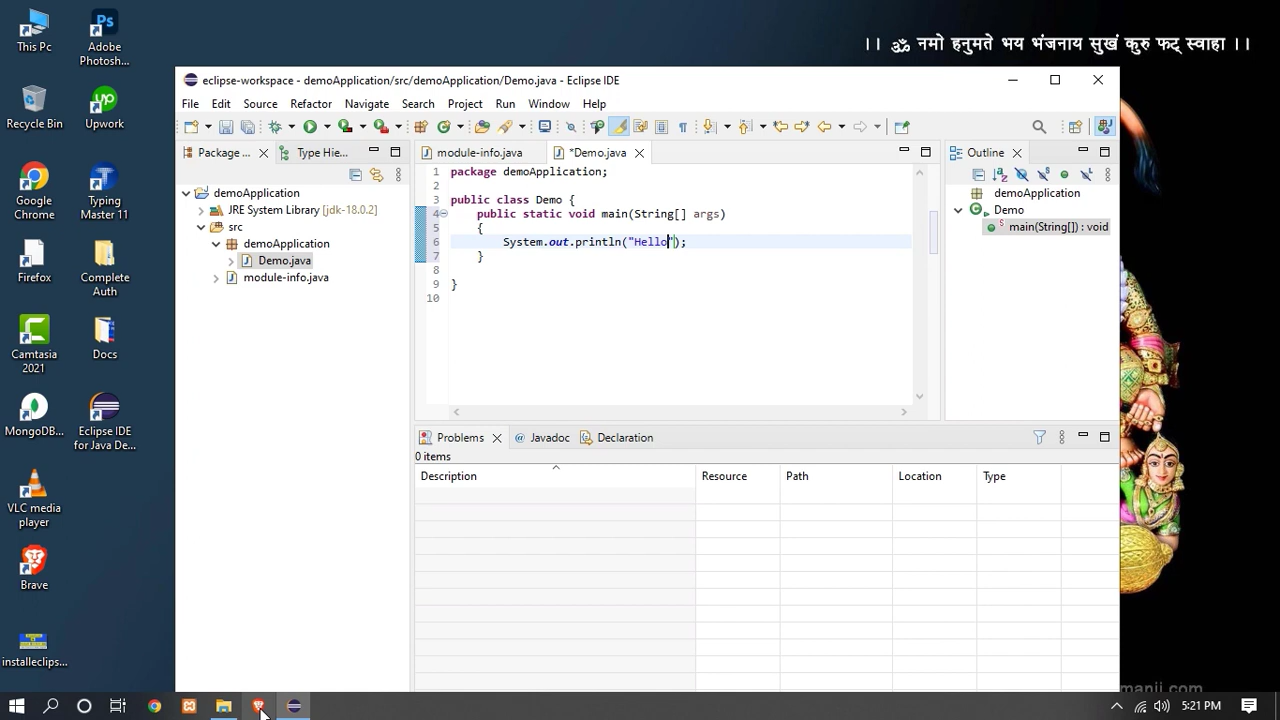 ।। ॐ नमो हनुमते भय भंजनाय सुखं कुरु फट् स्वाहा ।।
This Pc
Adobe
Photosh...
Recycle Bin
Upwork
Google
Chrome
Typing
Master 11
Firefox
Complete
Auth
Camtasia
2021
Docs
MongoDB...
Eclipse IDE
for Java De...
VLC media
player
Brave
installeclips...
eclipse-workspace - demoApplication/src/demoApplication/Demo.java - Eclipse IDE
File Edit Source Refactor Navigate Search Project Run Window Help
Package ...
Type Hie...
demoApplication
JRE System Library [jdk-18.0.2]
src
demoApplication
Demo.java
module-info.java
module-info.java
*Demo.java
1 package demoApplication;
2
3 public class Demo {
4 public static void main(String[] args)
5 {
6 System.out.println("Hello");
7 }
8
9 }
10
Outline
demoApplication
Demo
main(String[]) : void
Problems
@ Javadoc
Declaration
0 items
Description Resource Path Location Type
manji.com
5:21 PM